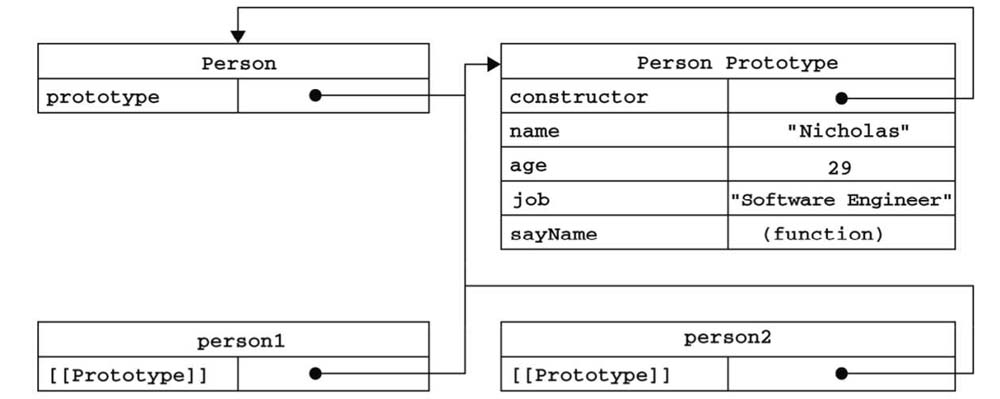 Person
prototype
Person Prototype
constructor
name "Nicholas"
age 29
job "Software Engineer"
sayName (function)
person1
[[Prototype]]
person2
[[Prototype]]